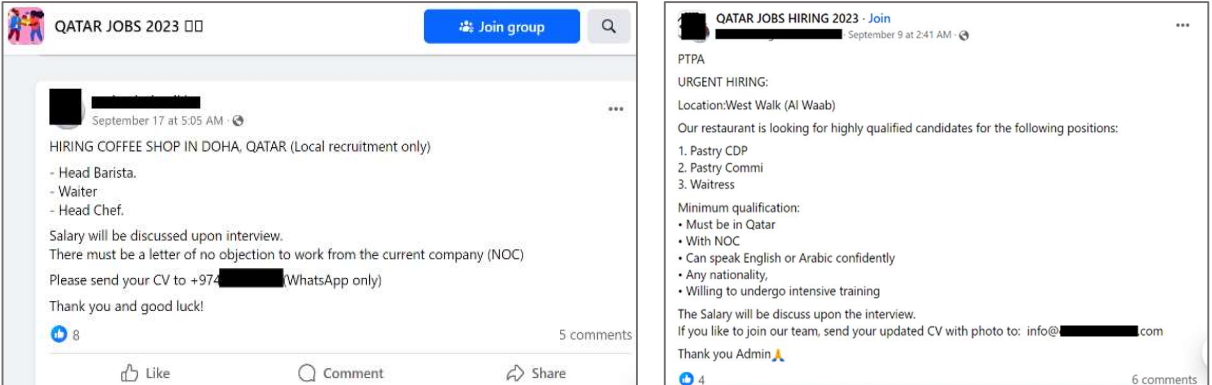 QATAR JOBS 2023
Join group
September 17 at 5:05 AM ·
HIRING COFFEE SHOP IN DOHA, QATAR (Local recruitment only)
- Head Barista.
- Waiter
- Head Chef.
Salary will be discussed upon interview.
There must be a letter of no objection to work from the current company (NOC)
Please send your CV to +974 (WhatsApp only)
Thank you and good luck!
8
5 comments
Like
Comment
Share
QATAR JOBS HIRING 2023 · Join
· September 9 at 2:41 AM ·
PTPA
URGENT HIRING:
Location:West Walk (Al Waab)
Our restaurant is looking for highly qualified candidates for the following positions:
1. Pastry CDP
2. Pastry Commi
3. Waitress
Minimum qualification:
• Must be in Qatar
• With NOC
• Can speak English or Arabic confidently
• Any nationality,
• Willing to undergo intensive training
The Salary will be discuss upon the interview.
If you like to join our team, send your updated CV with photo to: info@ .com
Thank you Admin🙏
4
6 comments